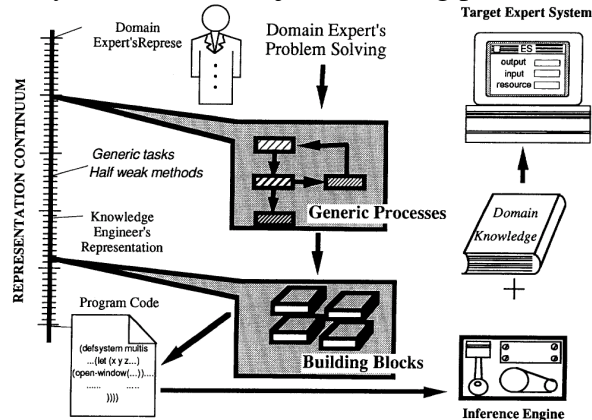 Domain
Expert'sReprese
Domain Expert's
Problem Solving
Target Expert System
ES
output
input
resource
REPRESENTATION CONTINUUM
Generic tasks
Half weak methods
Generic Processes
Knowledge
Engineer's
Representation
Domain
Knowledge
+
Program Code
(defsystem multis
...(let (x y z...)
(open-window(...))....
...... .....
))))
Building Blocks
Inference Engine